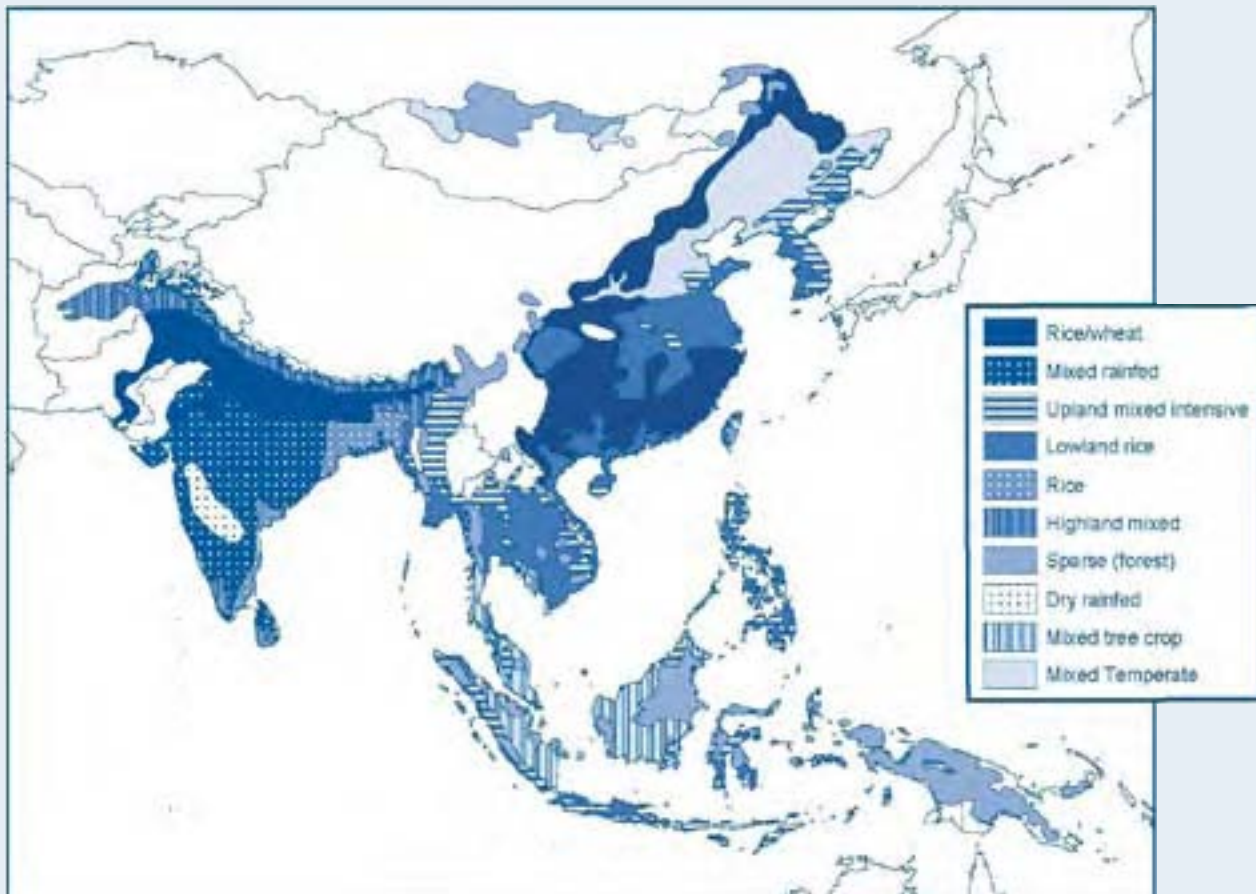 Rice/wheat
Mixed rainfed
Upland mixed intensive
Lowland rice
Rice
Highland mixed
Sparse (forest)
Dry rainfed
Mixed tree crop
Mixed Temperate